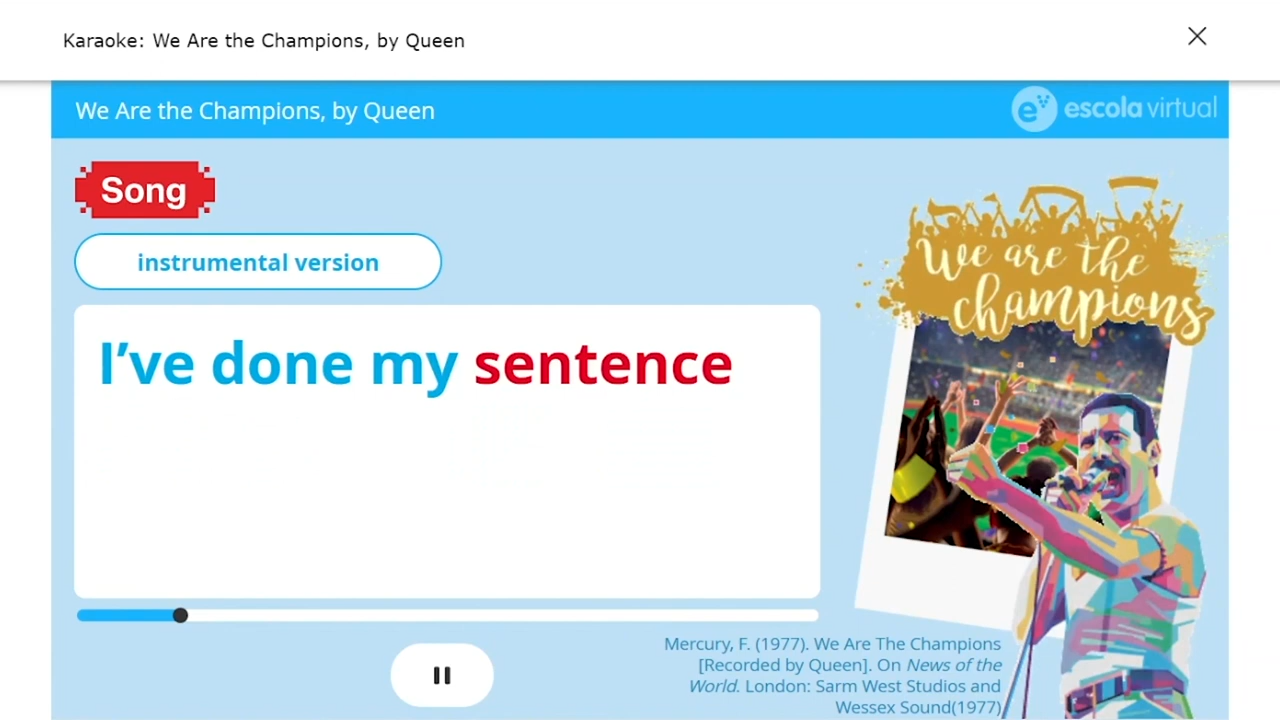 Karaoke: We Are the Champions, by Queen
We Are the Champions, by Queen
escola virtual
Song
instrumental version
I’ve done my sentence
We are the
champions
Mercury, F. (1977). We Are The Champions
[Recorded by Queen]. On News of the
World. London: Sarm West Studios and
Wessex Sound(1977)